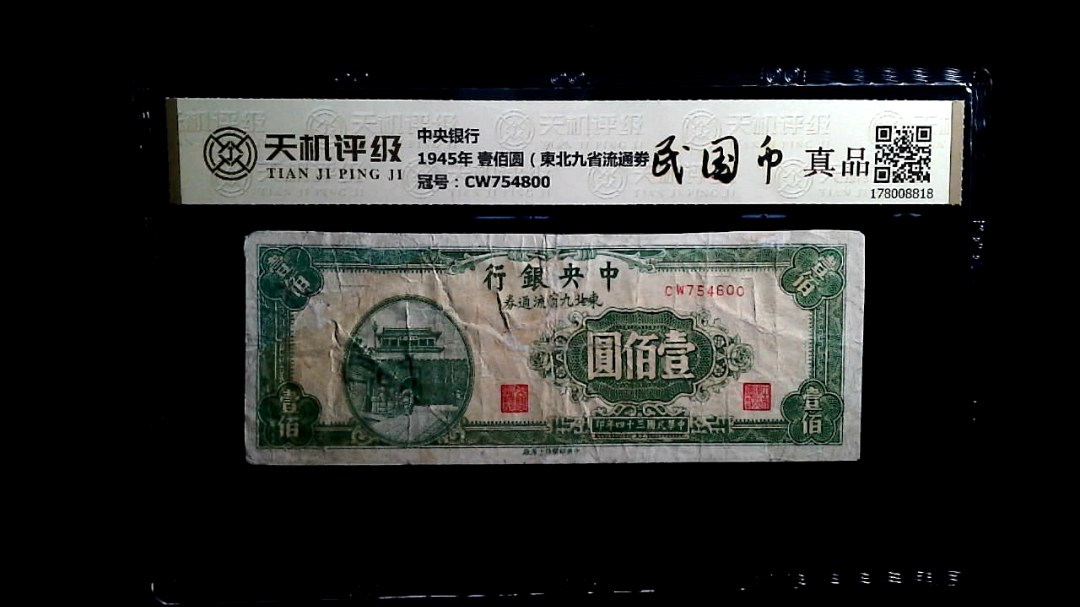 天机评级
TIAN JI PING JI
中央银行
1945年 壹佰圆（東北九省流通劵
冠号：CW754800
民国币
真品
178008818
壹佰
壹佰
行銀央中
券通流省九北東
CW754800
圓佰壹
印年四十三國民華中
壹佰
壹佰